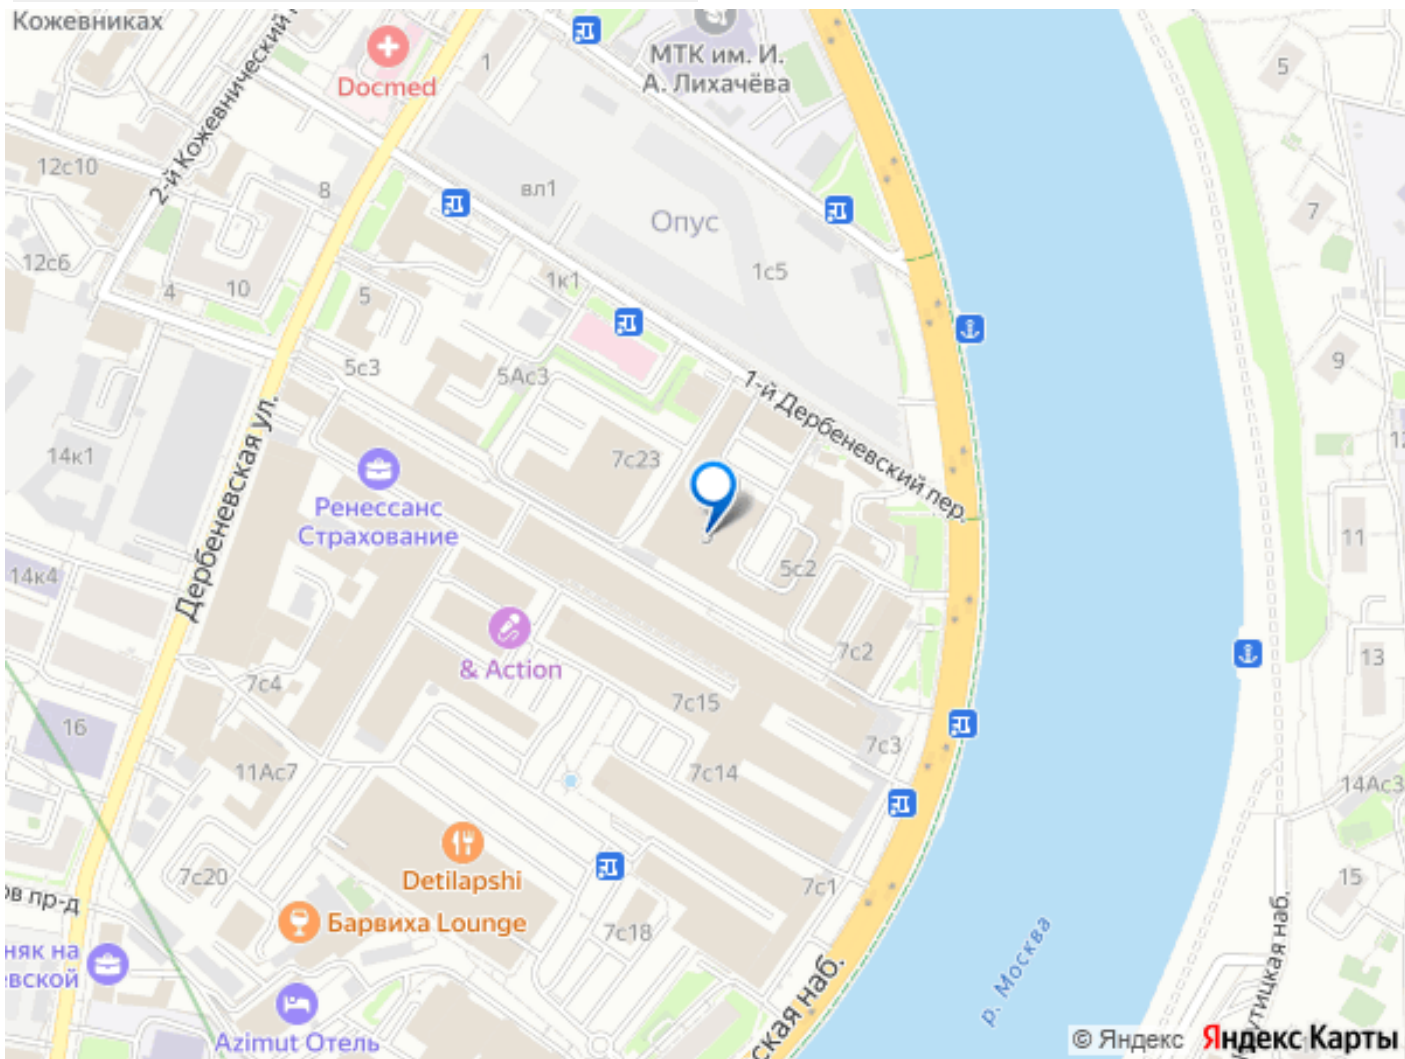 Кожевниках
Docmed
1
МТК им. И.
А. Лихачёва
5
2-й Кожевнический
12с10
8
вл1
Опус
7
12с6
4
10
5
1к1
1с5
5с3
5Ас3
1-й Дербеневский пер.
9
Дербеневская ул.
14к1
7с23
12
Ренессанс
Страхование
11
14к4
5с2
& Action
7с2
13
7с4
7с15
16
7с3
11Ас7
7с14
14Ас3
Detilapshi
7с20
7с1
15
ов пр-д
Барвиха Lounge
7с18
няк на
евской
р. Москва
ская наб.
утицкая наб.
Azimut Отель
© Яндекс Яндекс Карты